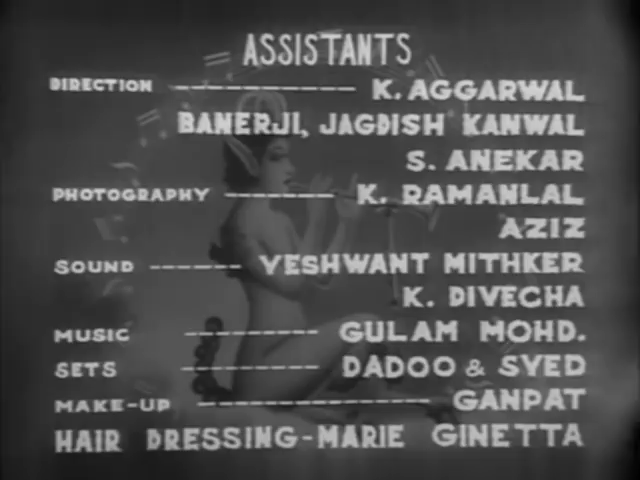 ASSISTANTS
DIRECTION ------------ K. AGGARWAL
BANERJI, JAGDISH KANWAL
S. ANEKAR
PHOTOGRAPHY ------- K. RAMANLAL
AZIZ
SOUND ------ YESHWANT MITHKER
K. DIVECHA
MUSIC --------- GULAM MOHD.
SETS --------- DADOO & SYED
MAKE-UP --------------- GANPAT
HAIR DRESSING-MARIE GINETTA